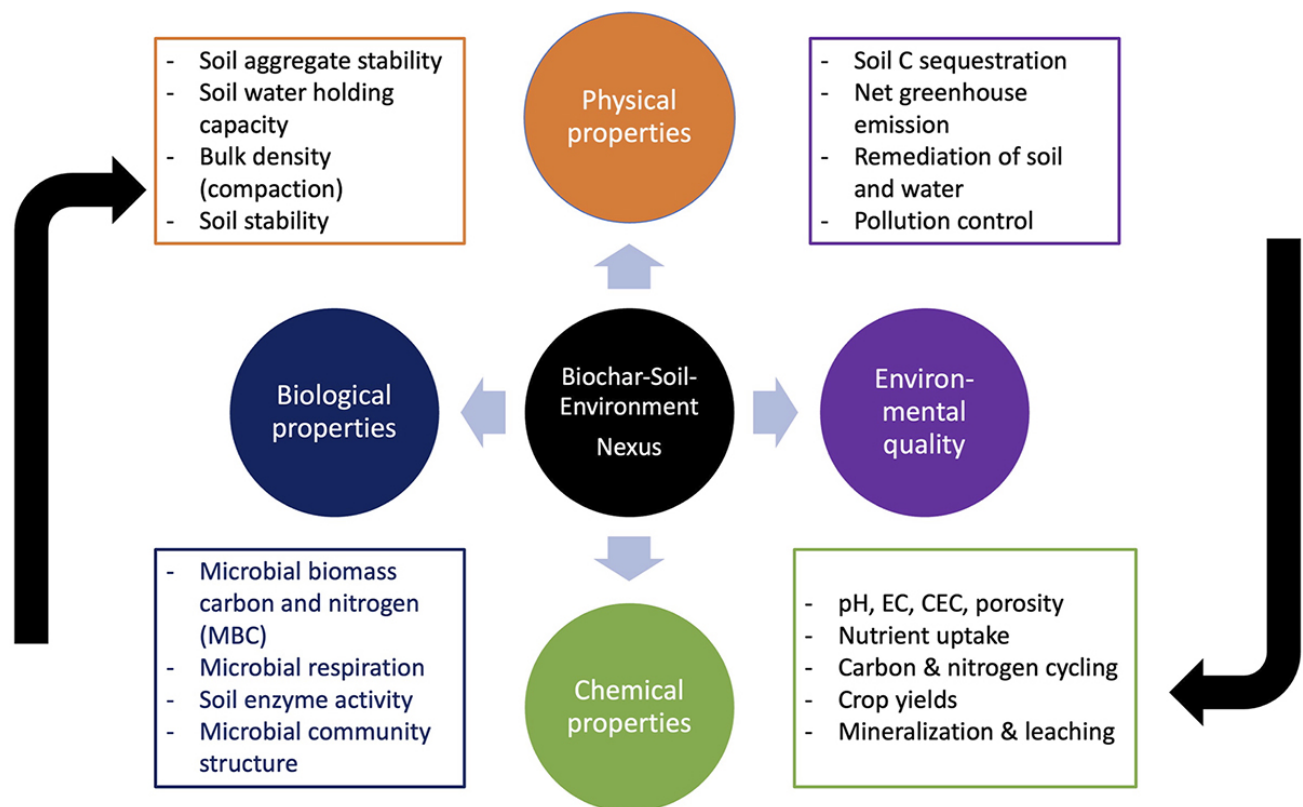 - Soil aggregate stability
- Soil water holding
capacity
- Bulk density
(compaction)
- Soil stability
Physical
properties
- Soil C sequestration
- Net greenhouse
emission
- Remediation of soil
and water
- Pollution control
Biological
properties
Biochar-Soil-
Environment
Nexus
Environ-
mental
quality
- Microbial biomass
carbon and nitrogen
(MBC)
- Microbial respiration
- Soil enzyme activity
- Microbial community
structure
Chemical
properties
- pH, EC, CEC, porosity
- Nutrient uptake
- Carbon & nitrogen cycling
- Crop yields
- Mineralization & leaching